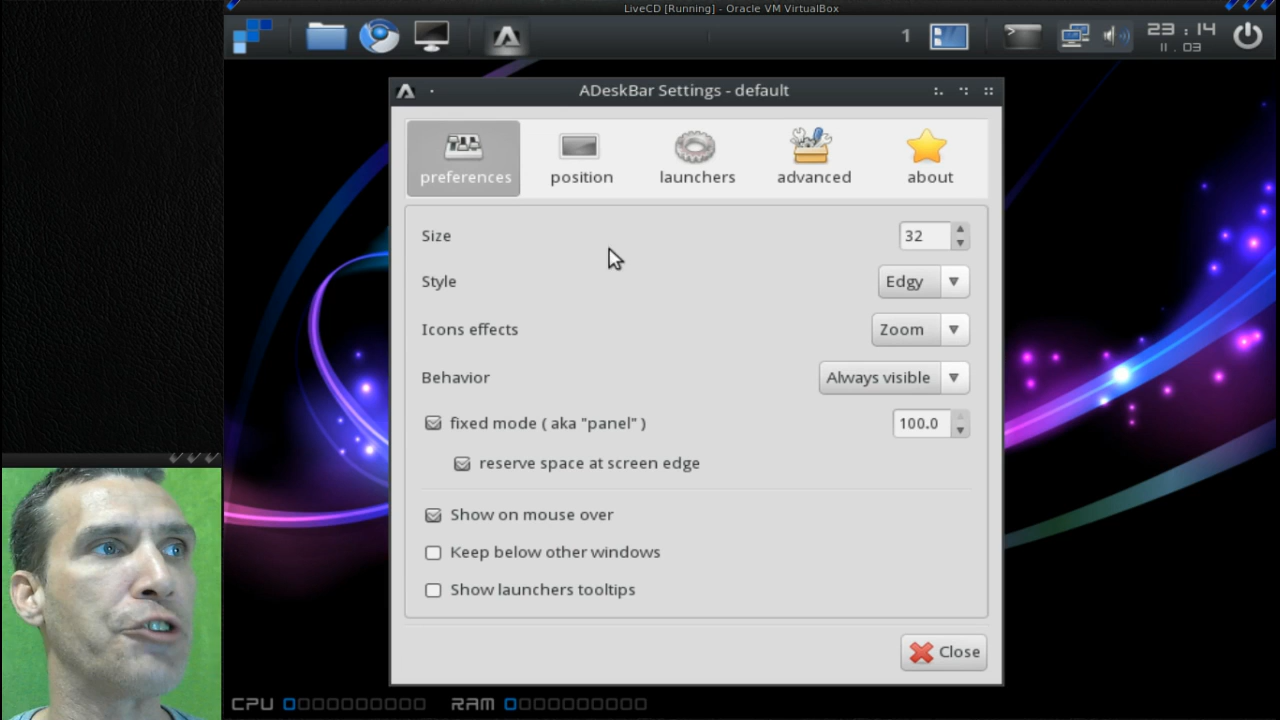 LiveCD [Running] - Oracle VM VirtualBox
1
23 : 14
11 . 03
ADeskBar Settings - default
preferences
position
launchers
advanced
about
Size
32
Style
Edgy
Icons effects
Zoom
Behavior
Always visible
fixed mode ( aka "panel" )
100.0
reserve space at screen edge
Show on mouse over
Keep below other windows
Show launchers tooltips
Close
CPU
RAM